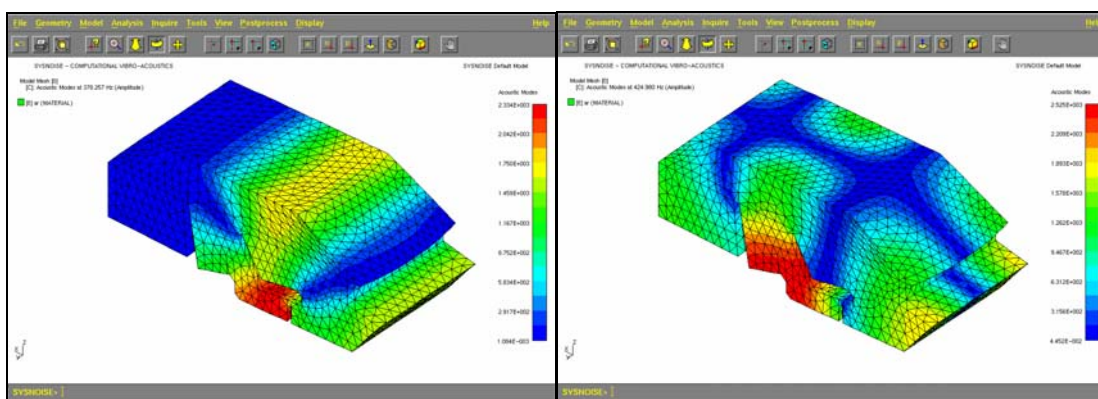 File Geometry Model Analysis Inquire Tools View Postprocess Display Help
SYSNOISE - COMPUTATIONAL VIBRO-ACOUSTICS SYSNOISE Default Model
Model Mesh [0]
[C]: Acoustic Modes at 378.257 Hz (Amplitude)
[E] air (MATERIAL)
Acoustic Modes
2.334E+003
2.042E+003
1.750E+003
1.459E+003
1.167E+003
8.752E+002
5.834E+002
2.917E+002
SYSNOISE>
File Geometry Model Analysis Inquire Tools View Postprocess Display Help
SYSNOISE - COMPUTATIONAL VIBRO-ACOUSTICS SYSNOISE Default Model
Model Mesh [0]
[C]: Acoustic Modes at 424.980 Hz (Amplitude)
[E] air (MATERIAL)
Acoustic Modes
2.525E+003
2.209E+003
1.893E+003
1.578E+003
1.262E+003
9.467E+002
6.312E+002
3.156E+002
4.452E-002
SYSNOISE>